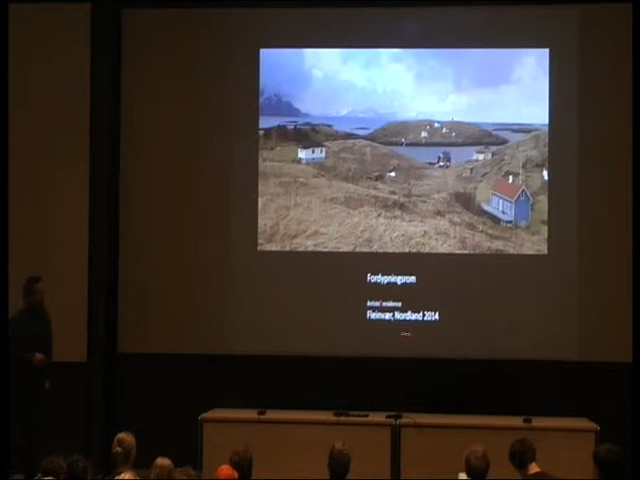 Fordypningsrom
Artists' residence
Fleinvær, Nordland 2014